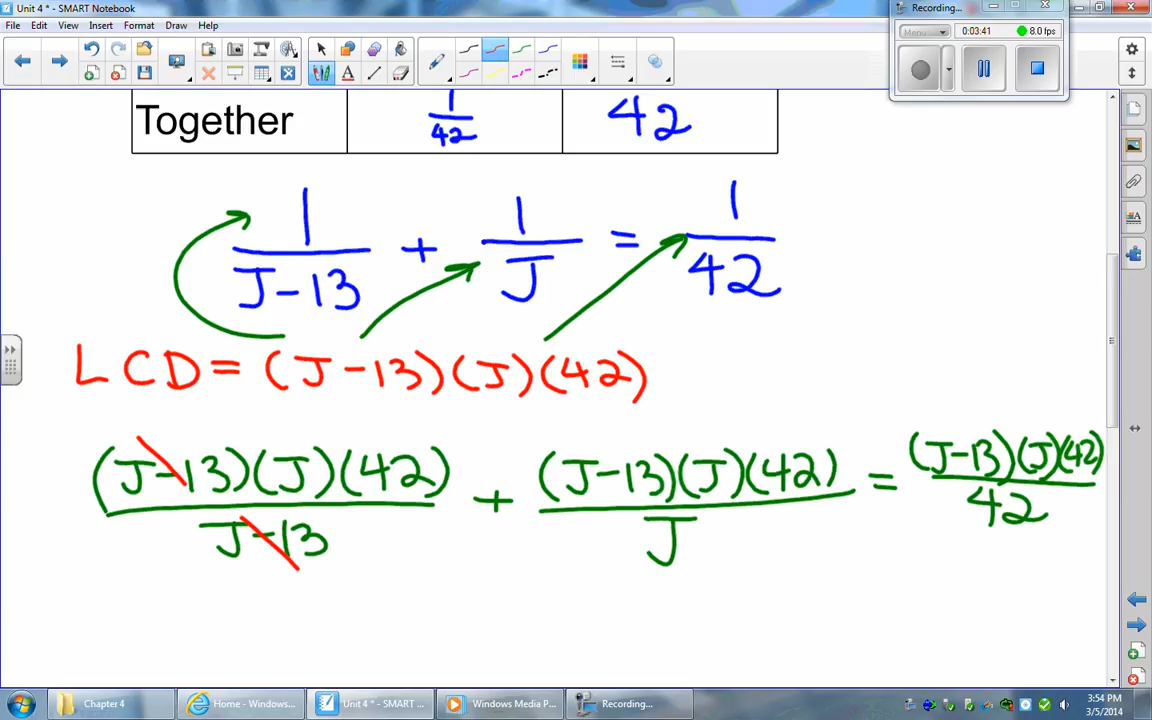 Unit 4 * - SMART Notebook
Recording...
File Edit View Insert Format Draw Help
Menu 0:03:41 8.0 fps
Together 1/42 42
1/(J-13) + 1/J = 1/42
LCD = (J-13)(J)(42)
(J-13)(J)(42)/(J-13) + (J-13)(J)(42)/J = (J-13)(J)(42)/42
Chapter 4 Home - Windows... Unit 4 * - SMART ... Windows Media P... Recording... 3:54 PM
3/5/2014